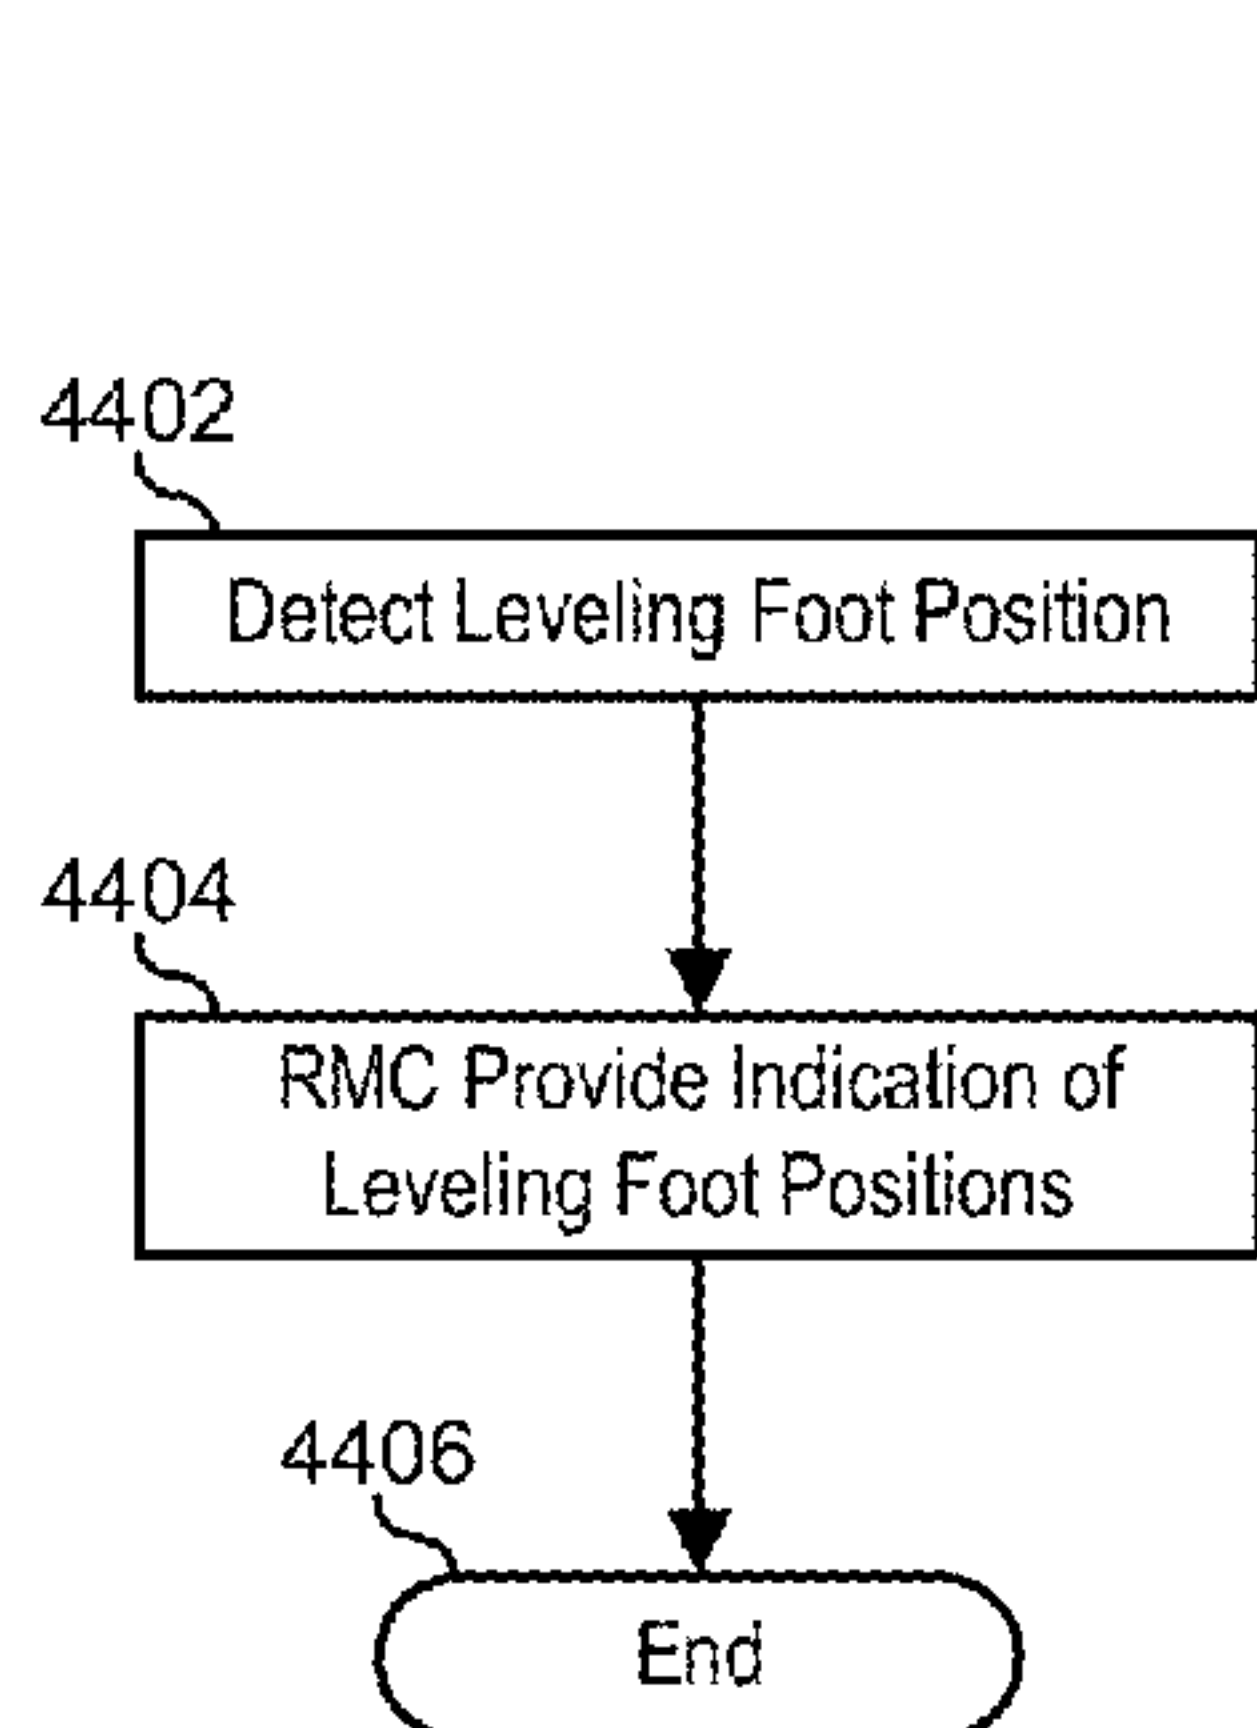 4402
Detect Leveling Foot Position
4404
RMC Provide Indication of
Leveling Foot Positions
4406
End